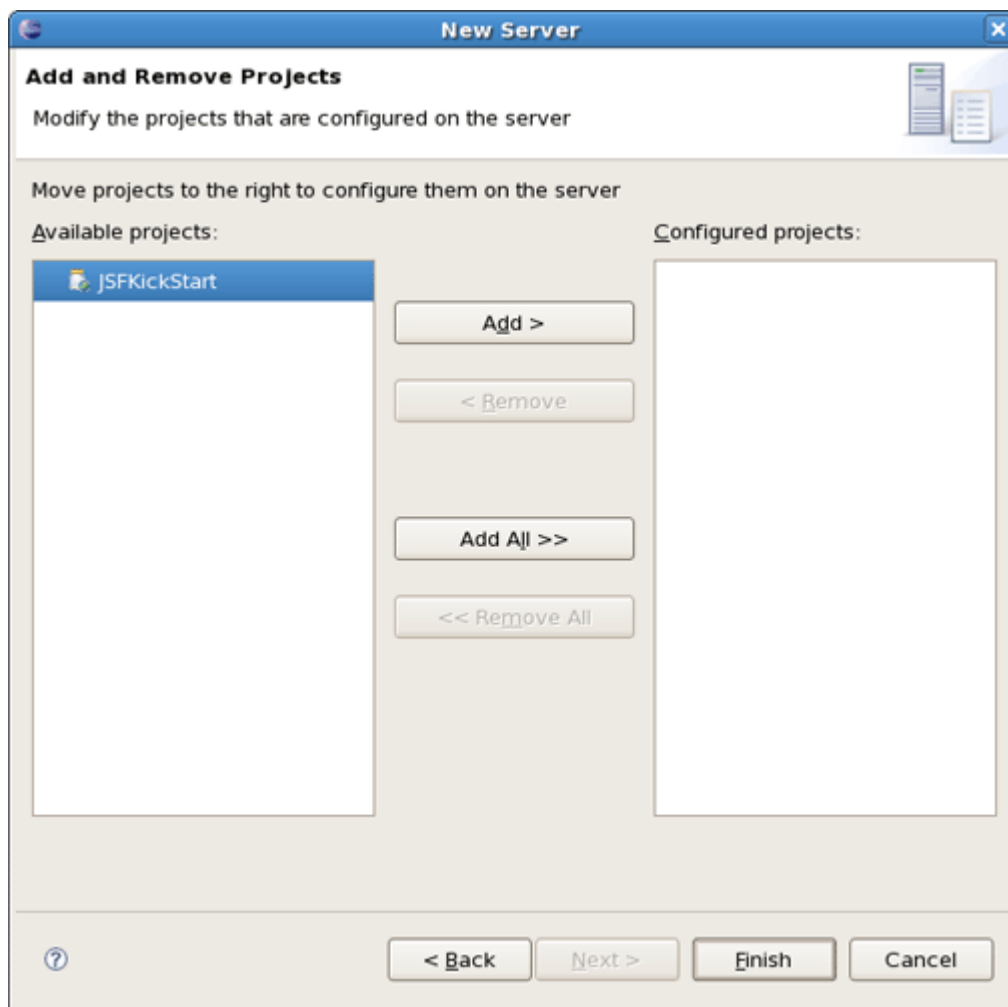 New Server
Add and Remove Projects
Modify the projects that are configured on the server
Move projects to the right to configure them on the server
Available projects:
Configured projects:
JSFKickStart
Add >
< Remove
Add All >>
<< Remove All
? < Back Next > Finish Cancel